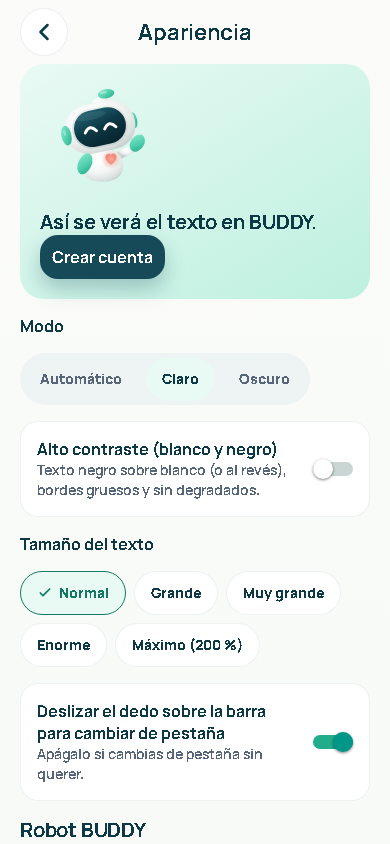 Apariencia
Así se verá el texto en BUDDY.
Crear cuenta
Modo
Automático
Claro
Oscuro
Alto contraste (blanco y negro)
Texto negro sobre blanco (o al revés),
bordes gruesos y sin degradados.
Tamaño del texto
Normal
Grande
Muy grande
Enorme
Máximo (200 %)
Deslizar el dedo sobre la barra
para cambiar de pestaña
Apágalo si cambias de pestaña sin
querer.
Robot BUDDY